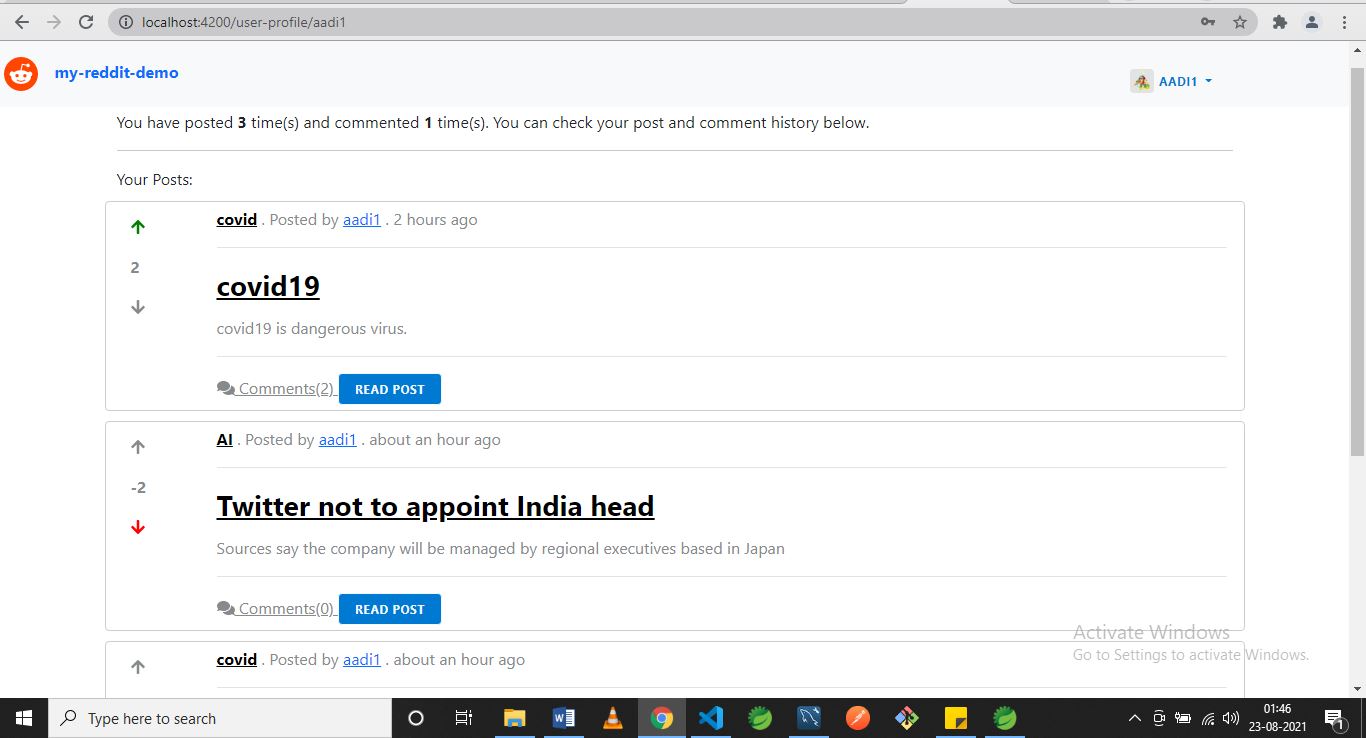 localhost:4200/user-profile/aadi1
my-reddit-demo
AADI1
You have posted 3 time(s) and commented 1 time(s). You can check your post and comment history below.
Your Posts:
covid . Posted by aadi1 . 2 hours ago
2
covid19
covid19 is dangerous virus.
Comments(2) READ POST
AI . Posted by aadi1 . about an hour ago
-2
Twitter not to appoint India head
Sources say the company will be managed by regional executives based in Japan
Comments(0) READ POST
Activate Windows
Go to Settings to activate Windows.
covid . Posted by aadi1 . about an hour ago
Type here to search
01:46
23-08-2021
1